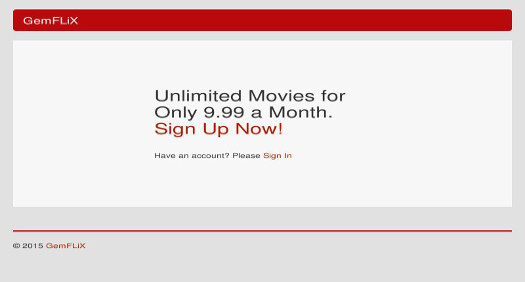 GemFLiX
Unlimited Movies for
Only 9.99 a Month.
Sign Up Now!
Have an account? Please Sign In
© 2015 GemFLiX